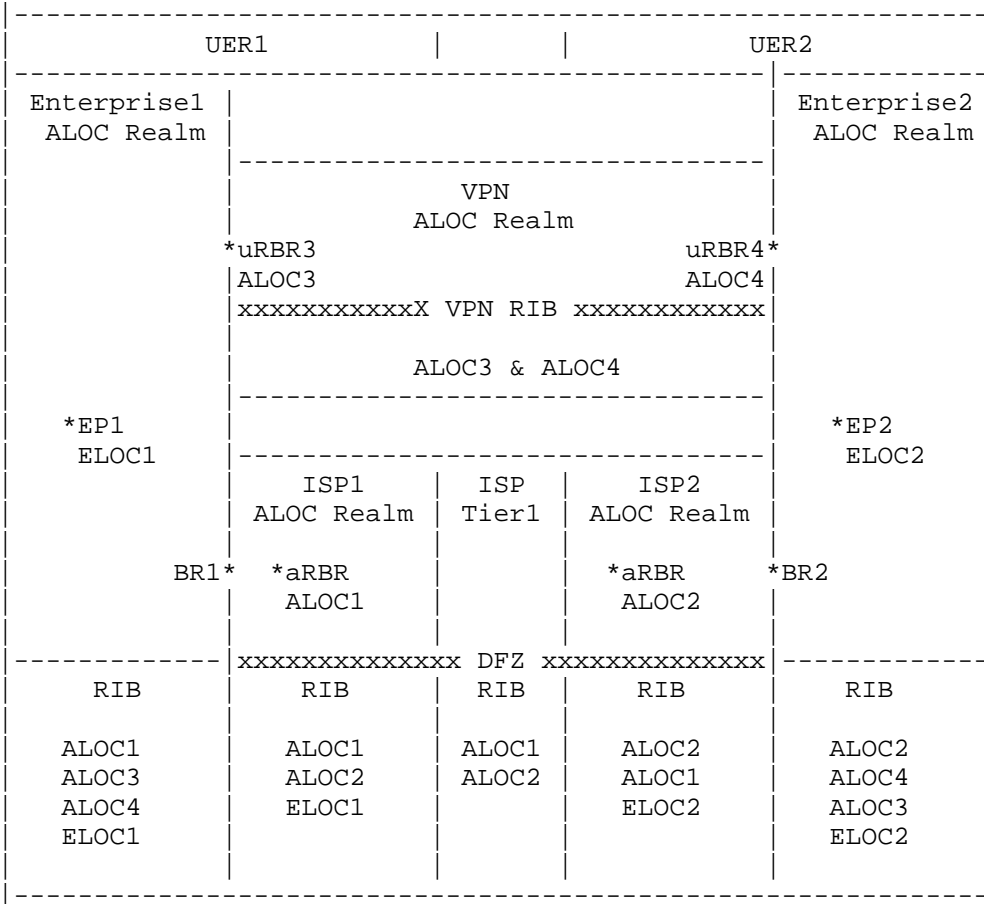 |-------------------------------------------------------------
|            UER1             |       |           UER2
|-----------------------------------------------|-------------
| Enterprise1 |                                 | Enterprise2
|  ALOC Realm |                                 |  ALOC Realm
|             |---------------------------------|
|             |              VPN                |
|             |           ALOC Realm            |
|            *uRBR3                       uRBR4*
|             |ALOC3                       ALOC4|
|             |xxxxxxxxxxxX VPN RIB xxxxxxxxxxxx|
|             |                                 |
|             |           ALOC3 & ALOC4         |
|             |---------------------------------|
|   *EP1      |                                 |   *EP2
|    ELOC1    |---------------------------------|    ELOC2
|             |    ISP1    |  ISP  |    ISP2    |
|             | ALOC Realm | Tier1 | ALOC Realm |
|             |            |       |            |
|          BR1*  *aRBR     |       |  *aRBR     *BR2
|             |   ALOC1    |       |   ALOC2    |
|             |            |       |            |
|-------------|xxxxxxxxxxxxxx DFZ xxxxxxxxxxxxxx|-------------
|     RIB     |    RIB     |  RIB  |    RIB     |    RIB
|             |            |       |            |
|   ALOC1     |   ALOC1    | ALOC1 |   ALOC2    |   ALOC2
|   ALOC3     |   ALOC2    | ALOC2 |   ALOC1    |   ALOC4
|   ALOC4     |   ELOC1    |       |   ELOC2    |   ALOC3
|   ELOC1     |            |       |            |   ELOC2
|             |            |       |            |
|-------------------------------------------------------------